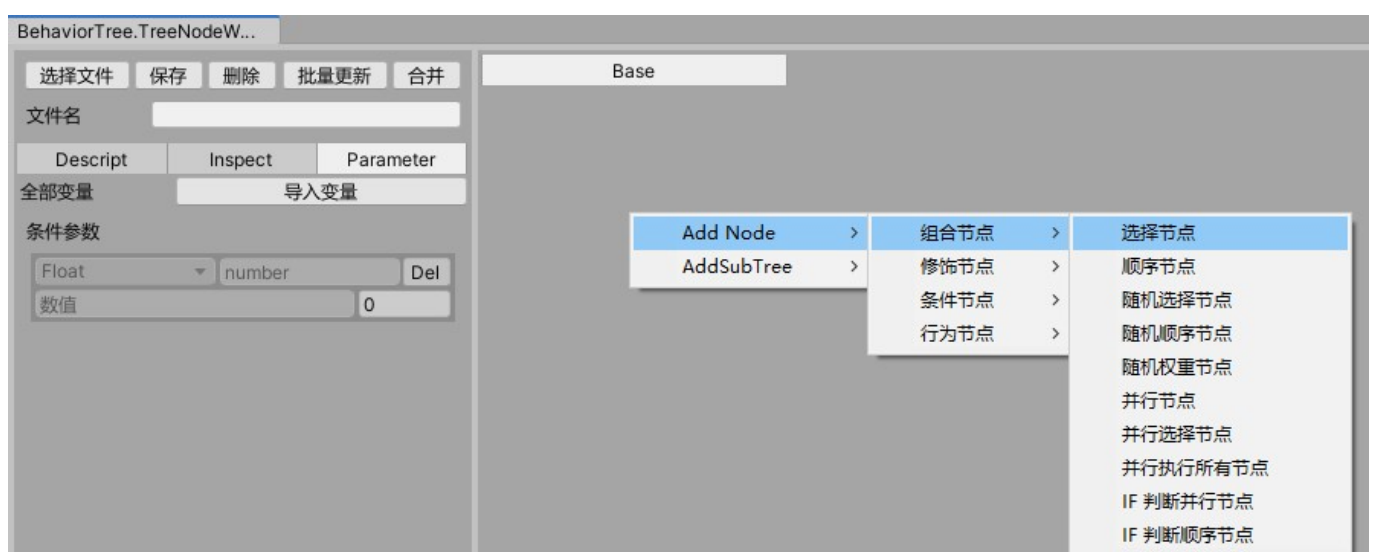 BehaviorTree.TreeNodeW...
选择文件 保存 删除 批量更新 合并
Base
文件名
Descript Inspect Parameter
全部变量 导入变量
条件参数
Float number Del
数值 0
Add Node
AddSubTree
组合节点
修饰节点
条件节点
行为节点
选择节点
顺序节点
随机选择节点
随机顺序节点
随机权重节点
并行节点
并行选择节点
并行执行所有节点
IF 判断并行节点
IF 判断顺序节点